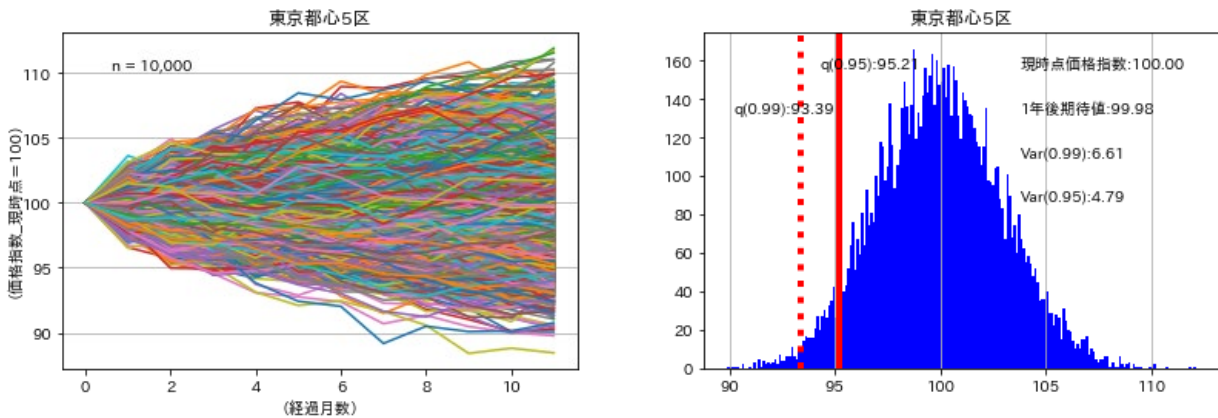 東京都心5区
n = 10,000
(価格指数_現時点=100)
110
105
100
95
90
0
2
4
6
8
10
(経過月数)
東京都心5区
q(0.95):95.21
q(0.99):93.39
現時点価格指数:100.00
1年後期待値:99.98
Var(0.99):6.61
Var(0.95):4.79
160
140
120
100
80
60
40
20
0
90
95
100
105
110